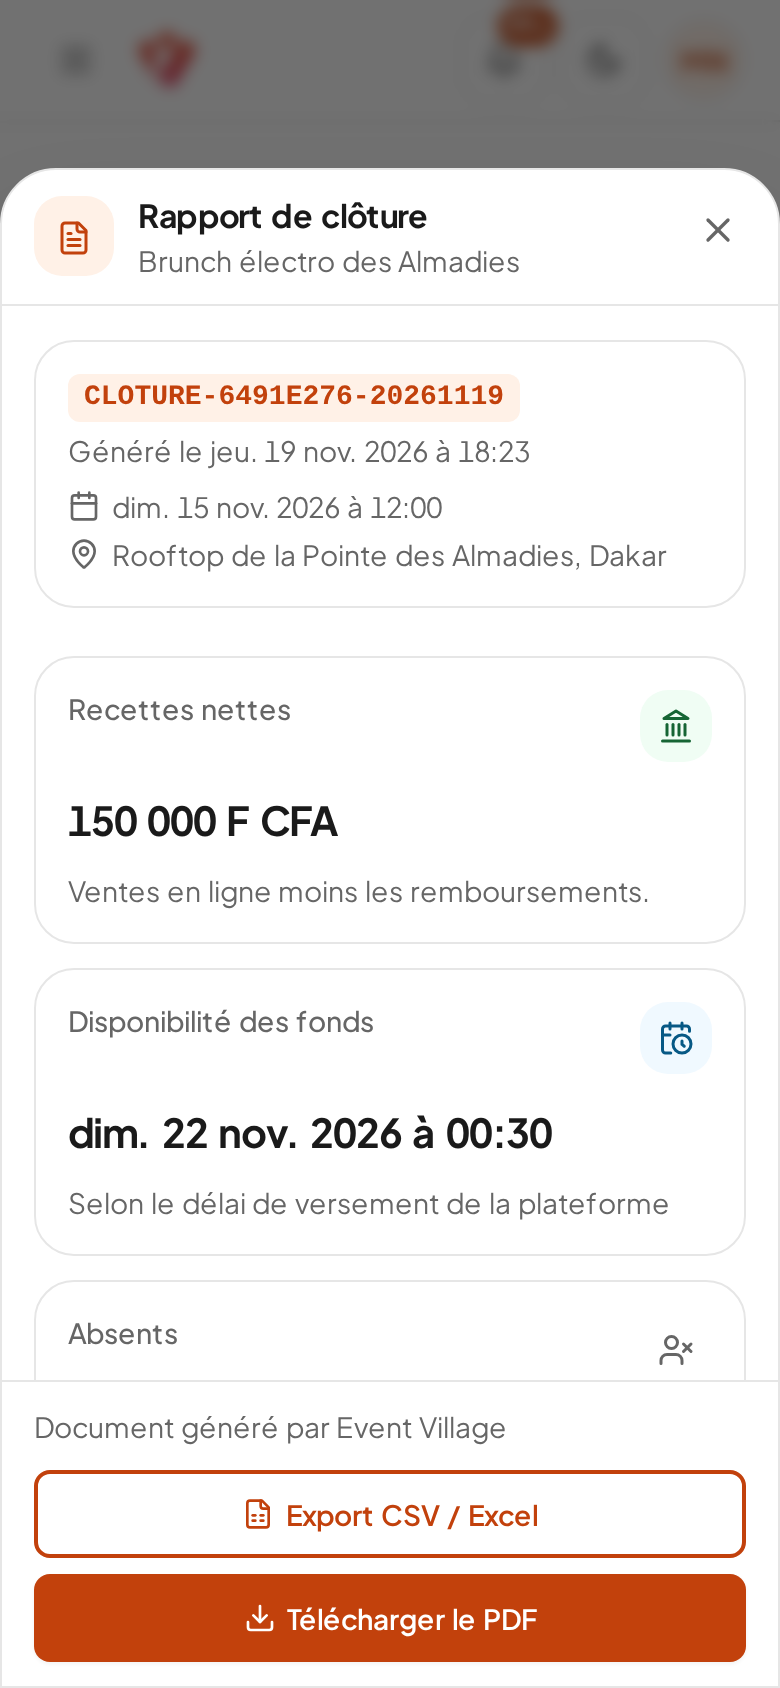 Rapport de clôture
Brunch électro des Almadies
CLOTURE-6491E276-20261119
Généré le jeu. 19 nov. 2026 à 18:23
dim. 15 nov. 2026 à 12:00
Rooftop de la Pointe des Almadies, Dakar
Recettes nettes
150 000 F CFA
Ventes en ligne moins les remboursements.
Disponibilité des fonds
dim. 22 nov. 2026 à 00:30
Selon le délai de versement de la plateforme
Absents
Document généré par Event Village
Export CSV / Excel
Télécharger le PDF